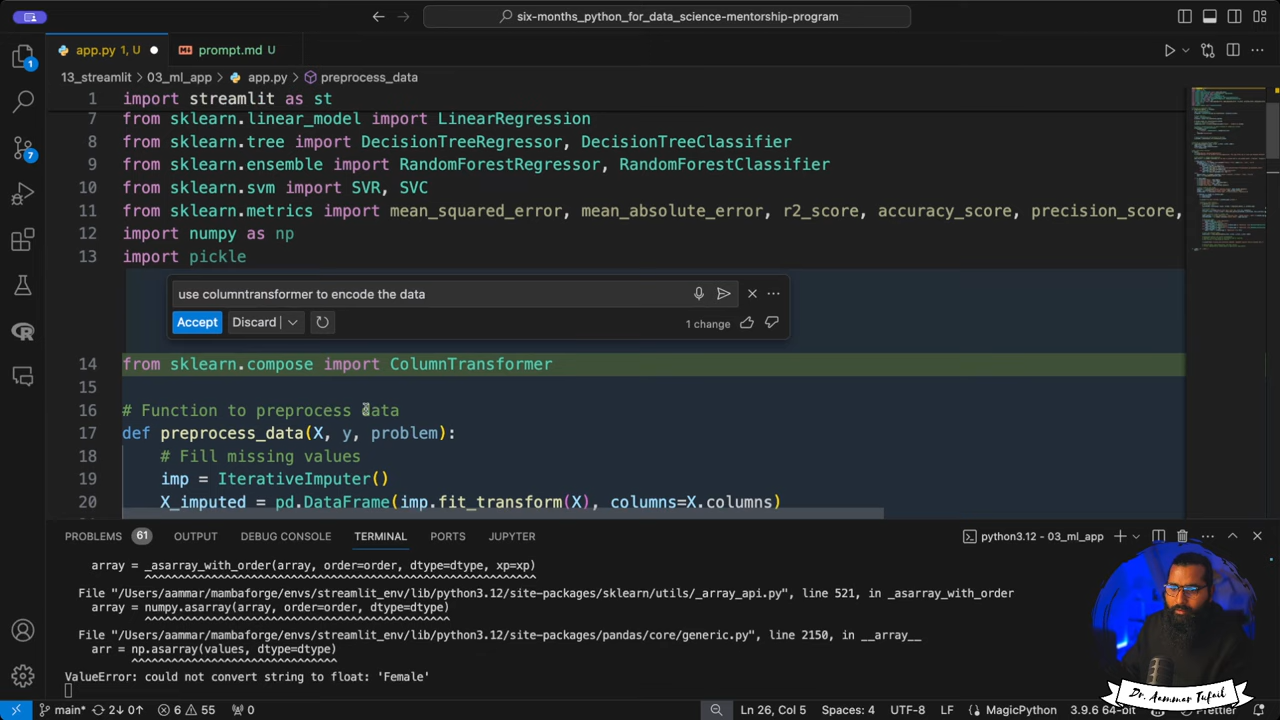 six-months_python_for_data_science-mentorship-program
app.py 1, U
prompt.md U
13_streamlit > 03_ml_app > app.py > preprocess_data
1 import streamlit as st
7 from sklearn.linear_model import LinearRegression
8 from sklearn.tree import DecisionTreeRegressor, DecisionTreeClassifier
9 from sklearn.ensemble import RandomForestRegressor, RandomForestClassifier
10 from sklearn.svm import SVR, SVC
11 from sklearn.metrics import mean_squared_error, mean_absolute_error, r2_score, accuracy_score, precision_score,
12 import numpy as np
13 import pickle
use columntransformer to encode the data
Accept Discard 1 change
14 from sklearn.compose import ColumnTransformer
15
16 # Function to preprocess data
17 def preprocess_data(X, y, problem):
18 # Fill missing values
19 imp = IterativeImputer()
20 X_imputed = pd.DataFrame(imp.fit_transform(X), columns=X.columns)
PROBLEMS 61 OUTPUT DEBUG CONSOLE TERMINAL PORTS JUPYTER python3.12 - 03_ml_app
array = _asarray_with_order(array, order=order, dtype=dtype, xp=xp)
^^^^^^^^^^^^^^^^^^^^^^^^^^^^^^^^^^^^^^^^^^^^^^^^^^^^^^^^^^^
File "/Users/aammar/mambaforge/envs/streamlit_env/lib/python3.12/site-packages/sklearn/utils/_array_api.py", line 521, in _asarray_with_order
array = numpy.asarray(array, order=order, dtype=dtype)
^^^^^^^^^^^^^^^^^^^^^^^^^^^^^^^^^^^^^^^^^^^^^^
File "/Users/aammar/mambaforge/envs/streamlit_env/lib/python3.12/site-packages/pandas/core/generic.py", line 2150, in __array__
arr = np.asarray(values, dtype=dtype)
^^^^^^^^^^^^^^^^^^^^^^^^^^^^^^^
ValueError: could not convert string to float: 'Female'
Dr. Aammar Tufail
main* 2↓ 0↑ 6 55 0 Ln 26, Col 5 Spaces: 4 UTF-8 LF MagicPython 3.9.6 64-bit Prettier
1
7